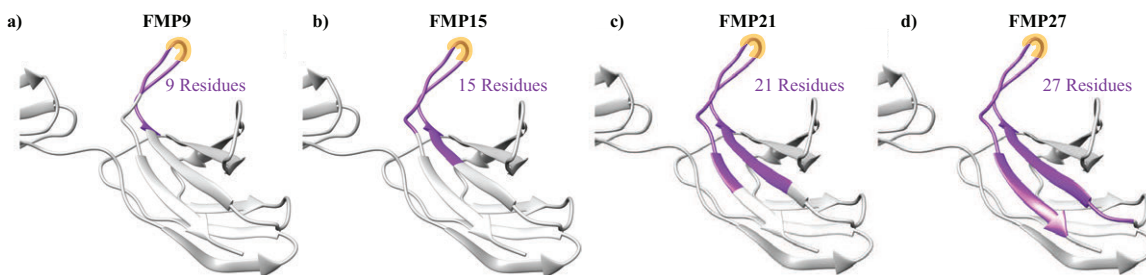 a) FMP9 b) FMP15 c) FMP21 d) FMP27
9 Residues 15 Residues 21 Residues 27 Residues